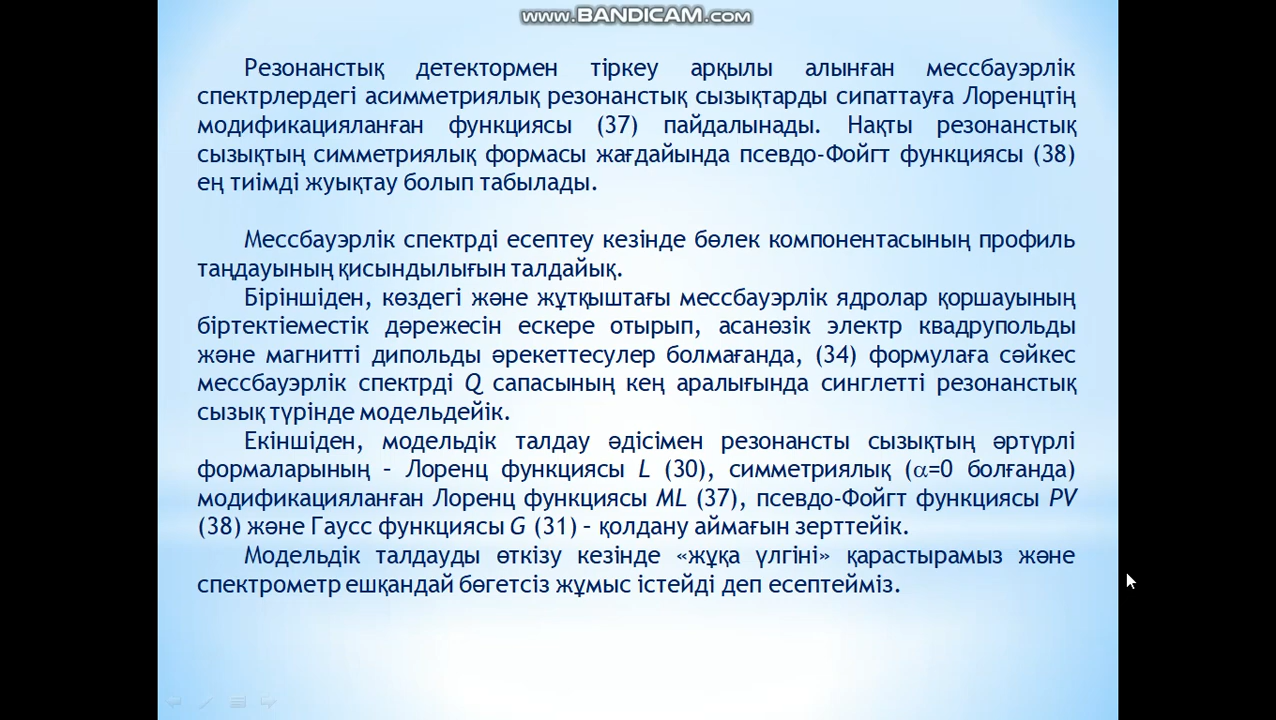 www.BANDICAM.com
Резонанстық детектормен тіркеу арқылы алынған мессбауэрлік
спектрлердегі асимметриялық резонанстық сызықтарды сипаттауға Лоренцтің
модификацияланған функциясы (37) пайдалынады. Нақты резонанстық
сызықтың симметриялық формасы жағдайында псевдо-Фойгт функциясы (38)
ең тиімді жуықтау болып табылады.
Мессбауэрлік спектрді есептеу кезінде бөлек компонентасының профиль
таңдауының қисындылығын талдайық.
Біріншіден, көздегі және жұтқыштағы мессбауэрлік ядролар қоршауының
біртектіеместік дәрежесін ескере отырып, асанәзік электр квадрупольды
және магнитті дипольды әрекеттесулер болмағанда, (34) формулаға сәйкес
мессбауэрлік спектрді Q сапасының кең аралығында синглетті резонанстық
сызық түрінде модельдейік.
Екіншіден, модельдік талдау әдісімен резонансты сызықтың әртүрлі
формаларының – Лоренц функциясы L (30), симметриялық (α=0 болғанда)
модификацияланған Лоренц функциясы ML (37), псевдо-Фойгт функциясы PV
(38) және Гаусс функциясы G (31) – қолдану аймағын зерттейік.
Модельдік талдауды өткізу кезінде «жұқа үлгіні» қарастырамыз және
спектрометр ешқандай бөгетсіз жұмыс істейді деп есептейміз.